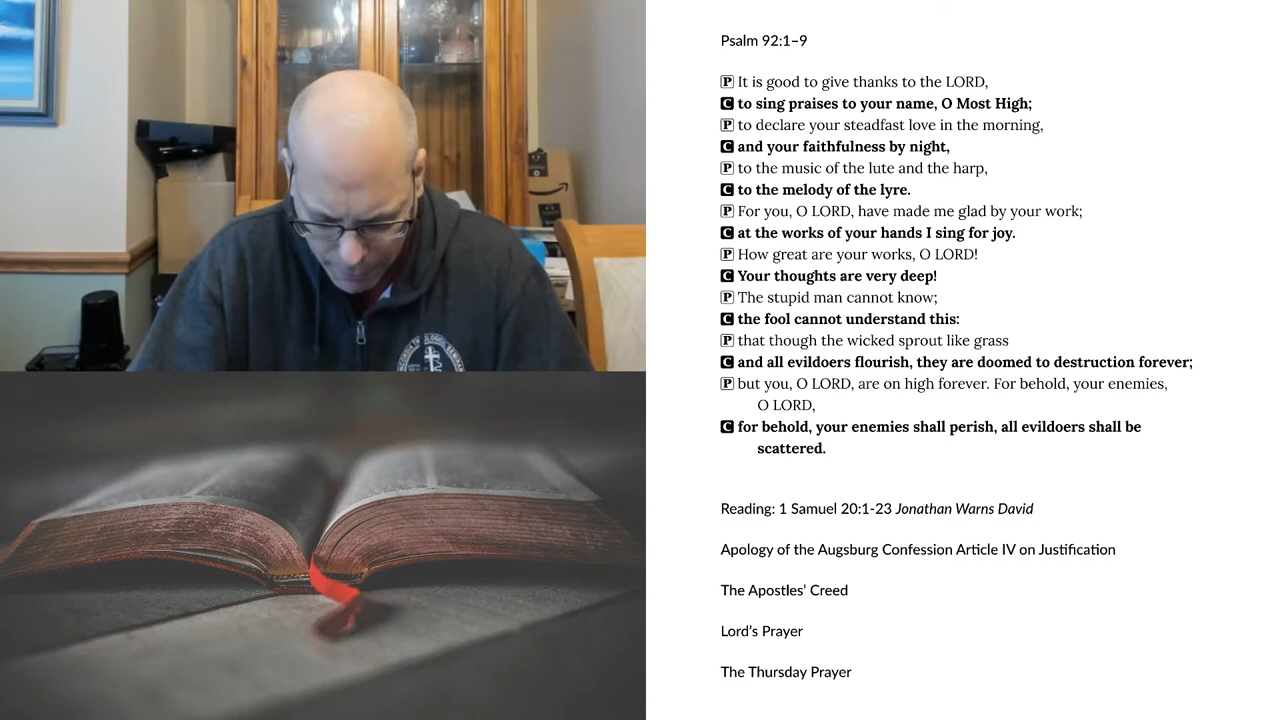 Psalm 92:1–9
P It is good to give thanks to the LORD,
C to sing praises to your name, O Most High;
P to declare your steadfast love in the morning,
C and your faithfulness by night,
P to the music of the lute and the harp,
C to the melody of the lyre.
P For you, O LORD, have made me glad by your work;
C at the works of your hands I sing for joy.
P How great are your works, O LORD!
C Your thoughts are very deep!
P The stupid man cannot know;
C the fool cannot understand this:
P that though the wicked sprout like grass
C and all evildoers flourish, they are doomed to destruction forever;
P but you, O LORD, are on high forever. For behold, your enemies,
O LORD,
C for behold, your enemies shall perish, all evildoers shall be
scattered.
Reading: 1 Samuel 20:1-23 Jonathan Warns David
Apology of the Augsburg Confession Article IV on Justification
The Apostles’ Creed
Lord’s Prayer
The Thursday Prayer